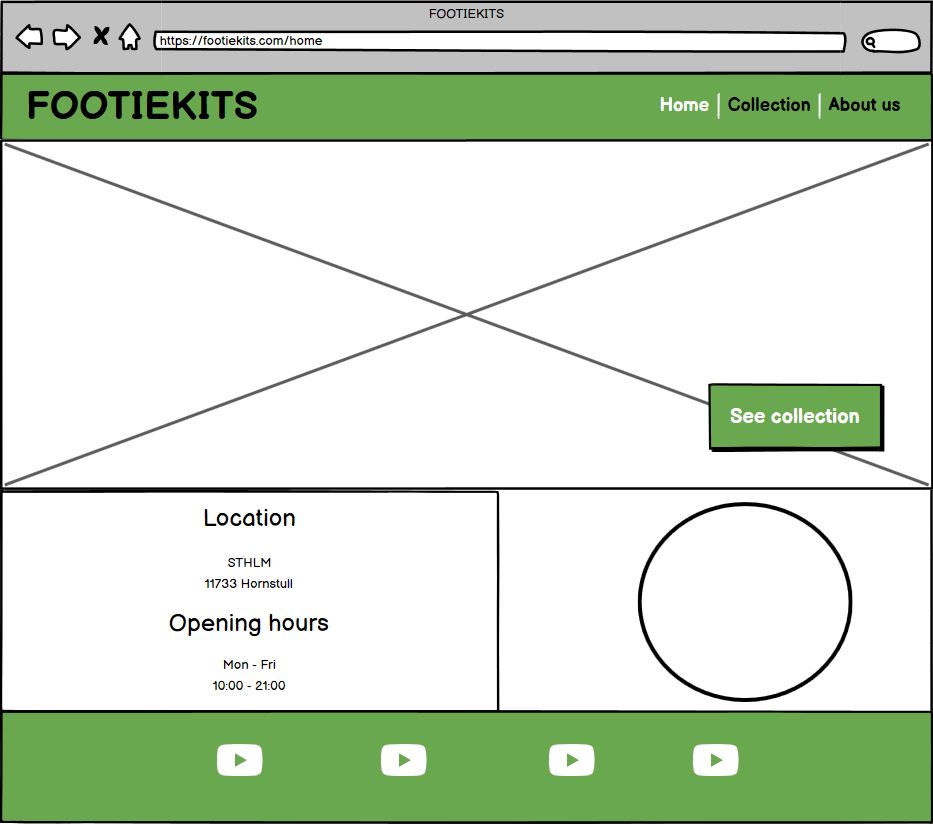 FOOTIEKITS
https://footiekits.com/home
FOOTIEKITS
Home
Collection
About us
See collection
Location
STHLM
11733 Hornstull
Opening hours
Mon - Fri
10:00 - 21:00